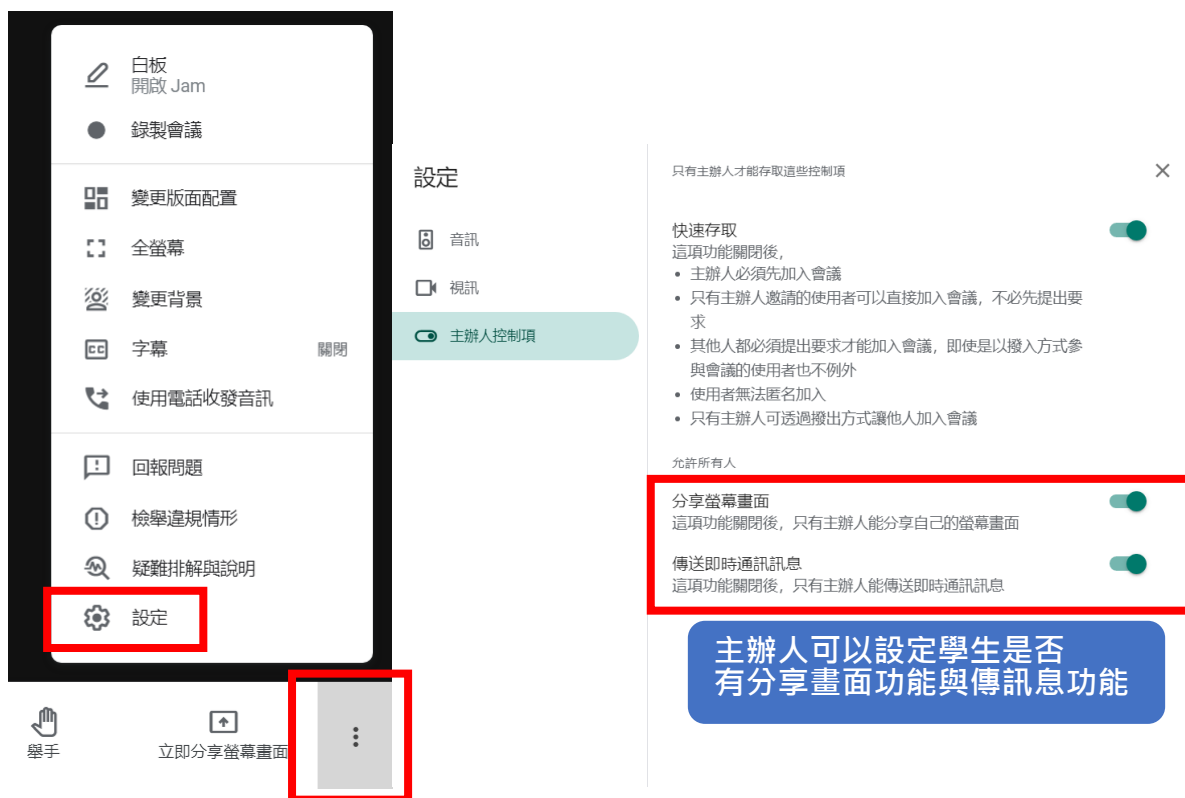 白板
開啟 Jam
錄製會議
變更版面配置
全螢幕
變更背景
字幕 關閉
使用電話收發音訊
回報問題
檢舉違規情形
疑難排解與說明
設定
舉手
立即分享螢幕畫面
設定
音訊
視訊
主辦人控制項
只有主辦人才能存取這些控制項
快速存取
這項功能關閉後,
• 主辦人必須先加入會議
• 只有主辦人邀請的使用者可以直接加入會議，不必先提出要
求
• 其他人都必須提出要求才能加入會議，即使是以撥入方式參
與會議的使用者也不例外
• 使用者無法匿名加入
• 只有主辦人可透過撥出方式讓他人加入會議
允許所有人
分享螢幕畫面
這項功能關閉後，只有主辦人能分享自己的螢幕畫面
傳送即時通訊訊息
這項功能關閉後，只有主辦人能傳送即時通訊訊息
主辦人可以設定學生是否
有分享畫面功能與傳訊息功能